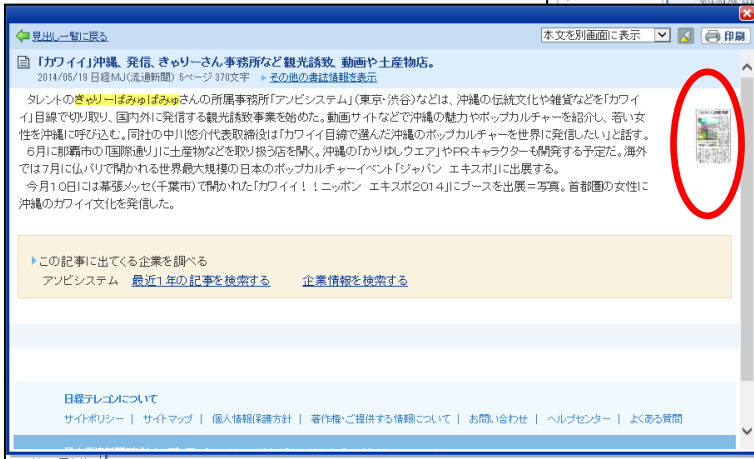 見出し一覧に戻る
本文を別画面に表示
印刷
「カワイイ」沖縄、発信、きゃりーさん事務所など観光誘致、動画や土産物店。
2014/05/19 日経MJ(流通新聞) 5ページ 370文字 その他の書誌情報を表示
タレントのきゃりーぱみゅぱみゅさんの所属事務所「アソビシステム」(東京・渋谷)などは、沖縄の伝統文化や雑貨などを「カワイ
イ」目線で切り取り、国内外に発信する観光誘致事業を始めた。動画サイトなどで沖縄の魅力やポップカルチャーを紹介し、若い女
性を沖縄に呼び込む。同社の中川悠介代表取締役は「カワイイ目線で選んだ沖縄のポップカルチャーを世界に発信したい」と話す。
6月に那覇市の「国際通り」に土産物などを取り扱う店を開く。沖縄の「かりゆしウエア」やPRキャラクターも開発する予定だ。海外
では7月に仏パリで開かれる世界最大規模の日本のポップカルチャーイベント「ジャパン エキスポ」に出展する。
今月10日には幕張メッセ(千葉市)で開かれた「カワイイ!!ニッポン エキスポ2014」にブースを出展=写真。首都圏の女性に
沖縄のカワイイ文化を発信した。
この記事に出てくる企業を調べる
アソビシステム 最近1年の記事を検索する 企業情報を検索する
日経テレコンについて
サイトポリシー | サイトマップ | 個人情報保護方針 | 著作権・ご提供する情報について | お問い合わせ | ヘルプセンター | よくある質問